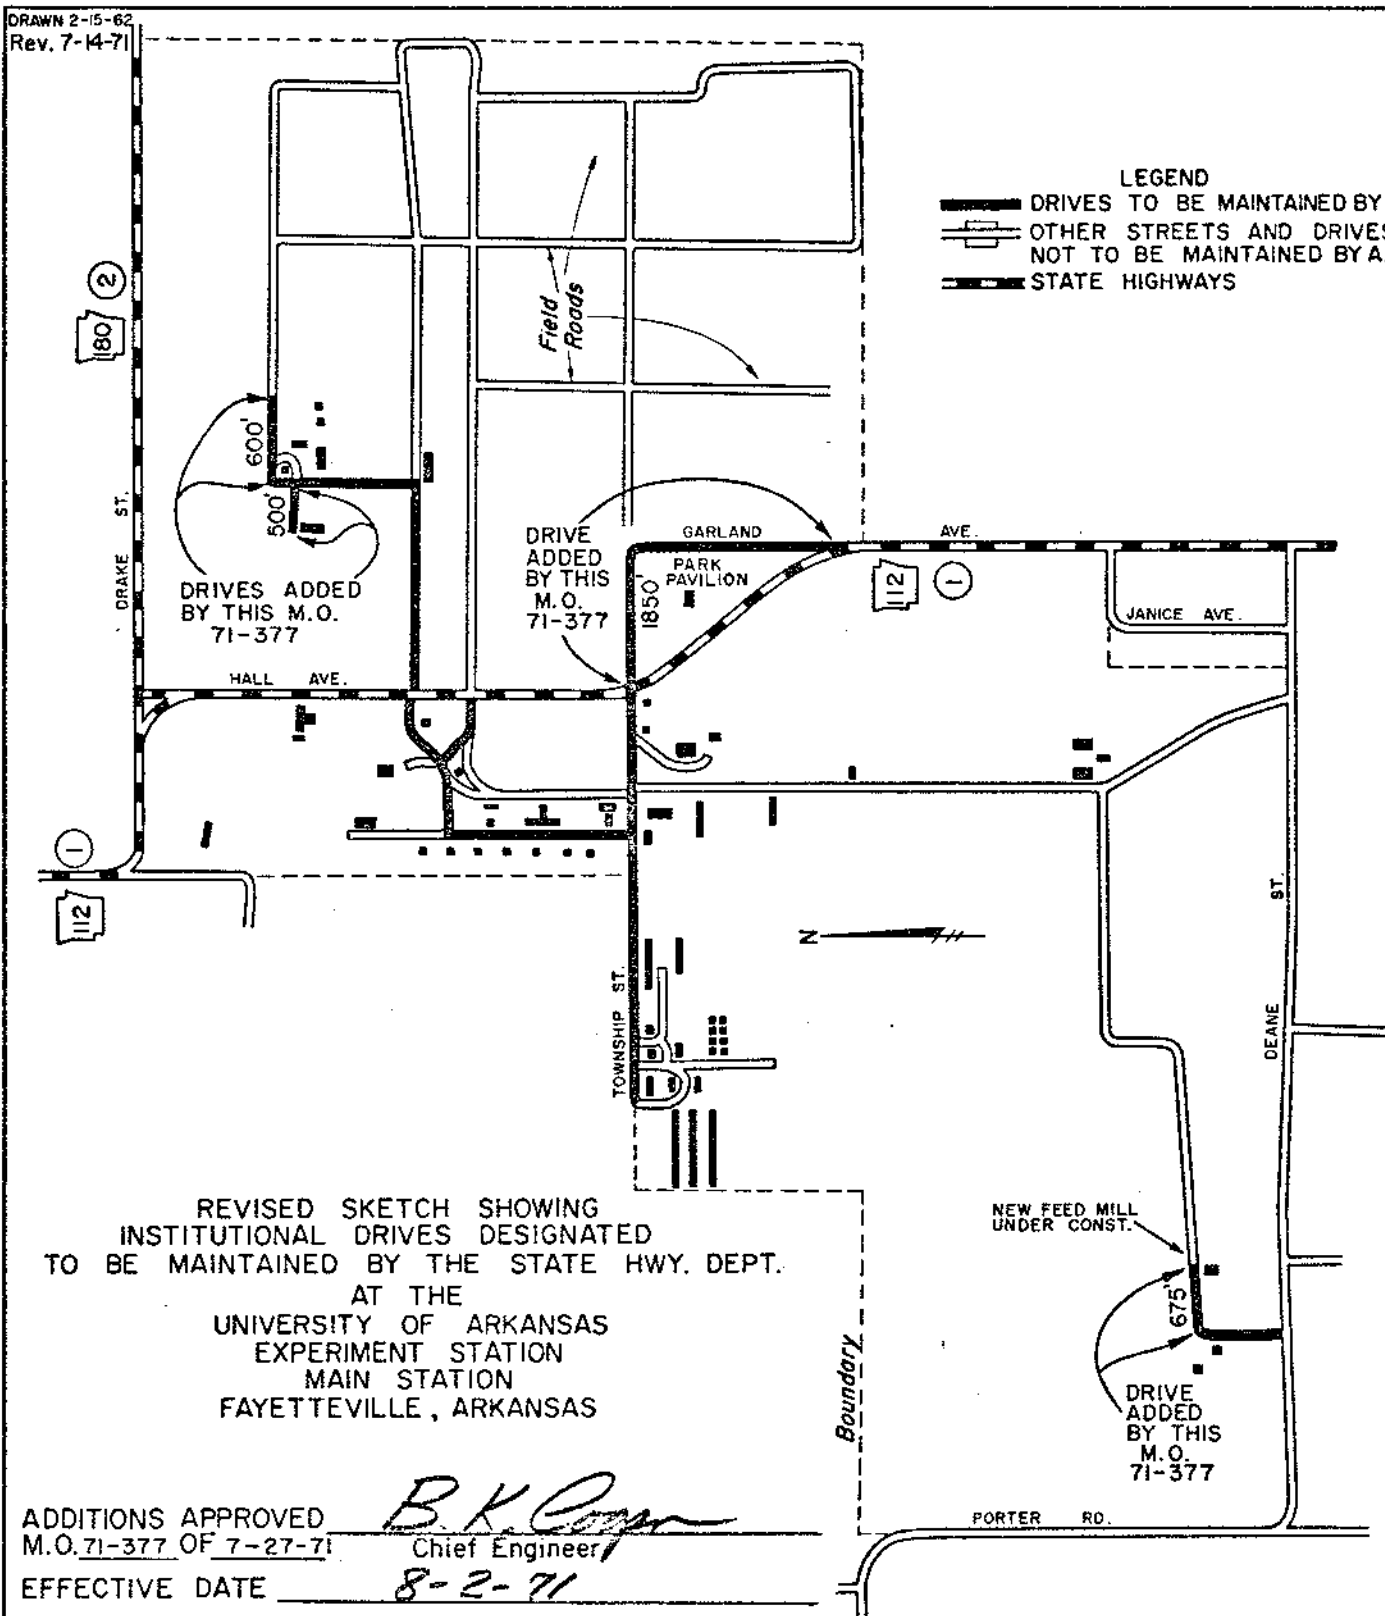 DRAWN 2-15-62
Rev. 7-14-71
LEGEND
DRIVES TO BE MAINTAINED BY
OTHER STREETS AND DRIVES
NOT TO BE MAINTAINED BY A
STATE HIGHWAYS
2
180
Field
Roads
600'
500'
DRAKE ST.
DRIVES ADDED
BY THIS M.O.
71-377
DRIVE
ADDED
BY THIS
M.O.
71-377
GARLAND AVE.
PARK
PAVILION
1850'
112
1
JANICE AVE.
HALL AVE.
1
112
N
TOWNSHIP ST.
DEANE ST.
NEW FEED MILL
UNDER CONST.
675'
DRIVE
ADDED
BY THIS
M.O.
71-377
Boundary
PORTER RD.
REVISED SKETCH SHOWING
INSTITUTIONAL DRIVES DESIGNATED
TO BE MAINTAINED BY THE STATE HWY. DEPT.
AT THE
UNIVERSITY OF ARKANSAS
EXPERIMENT STATION
MAIN STATION
FAYETTEVILLE, ARKANSAS
ADDITIONS APPROVED B. K.
M.O. 71-377 OF 7-27-71 Chief Engineer
EFFECTIVE DATE 8-2-71